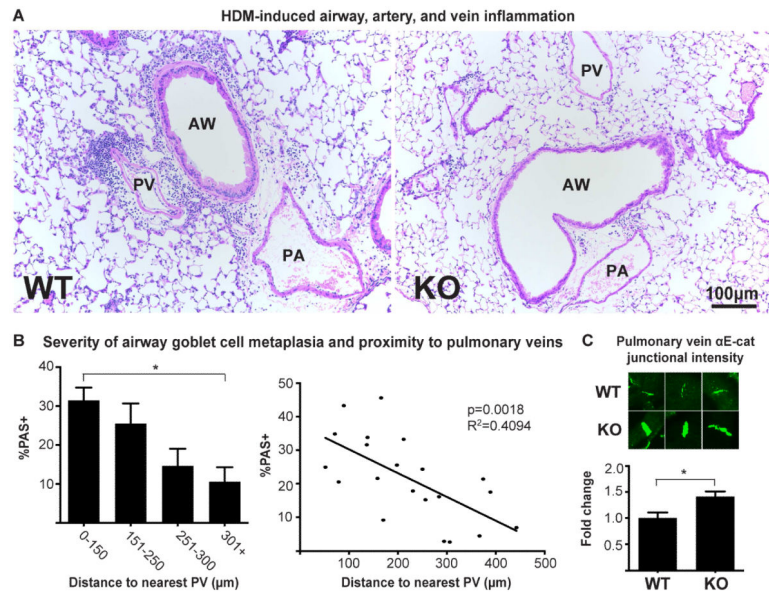 A HDM-induced airway, artery, and vein inflammation
AW
PV
PA
WT
PV
AW
PA
KO
100µm
B Severity of airway goblet cell metaplasia and proximity to pulmonary veins
*
40
30
20
10
%PAS+
0-150
151-250
251-300
301+
Distance to nearest PV (µm)
50
40
30
20
10
%PAS+
p=0.0018
R²=0.4094
0 100 200 300 400 500
Distance to nearest PV (µm)
C Pulmonary vein αE-cat
junctional intensity
WT
KO
*
2.0
1.5
1.0
0.5
Fold change
WT KO